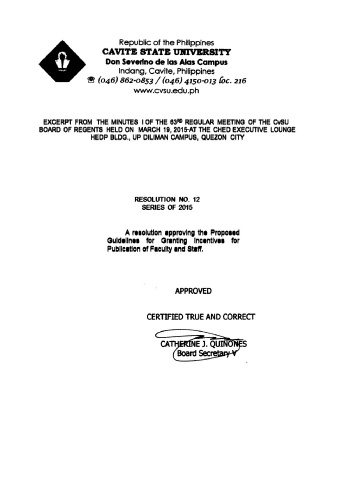 Republic of the Philippines
CAVITE STATE UNIVERSITY
Don Severino de las Alas Campus
Indang, Cavite, Philippines
☎ (046) 862-0853 / (046) 4150-013 loc. 216
www.cvsu.edu.ph
EXCERPT FROM THE MINUTES I OF THE 63RD REGULAR MEETING OF THE CvSU
BOARD OF REGENTS HELD ON MARCH 19, 2015-AT THE CHED EXECUTIVE LOUNGE
HEDP BLDG., UP DILIMAN CAMPUS, QUEZON CITY
RESOLUTION NO. 12
SERIES OF 2015
A resolution approving the Proposed
Guidelines for Granting Incentives for
Publication of Faculty and Staff.
APPROVED
CERTIFIED TRUE AND CORRECT
CATHERINE J. QUIÑONES
Board Secretary V